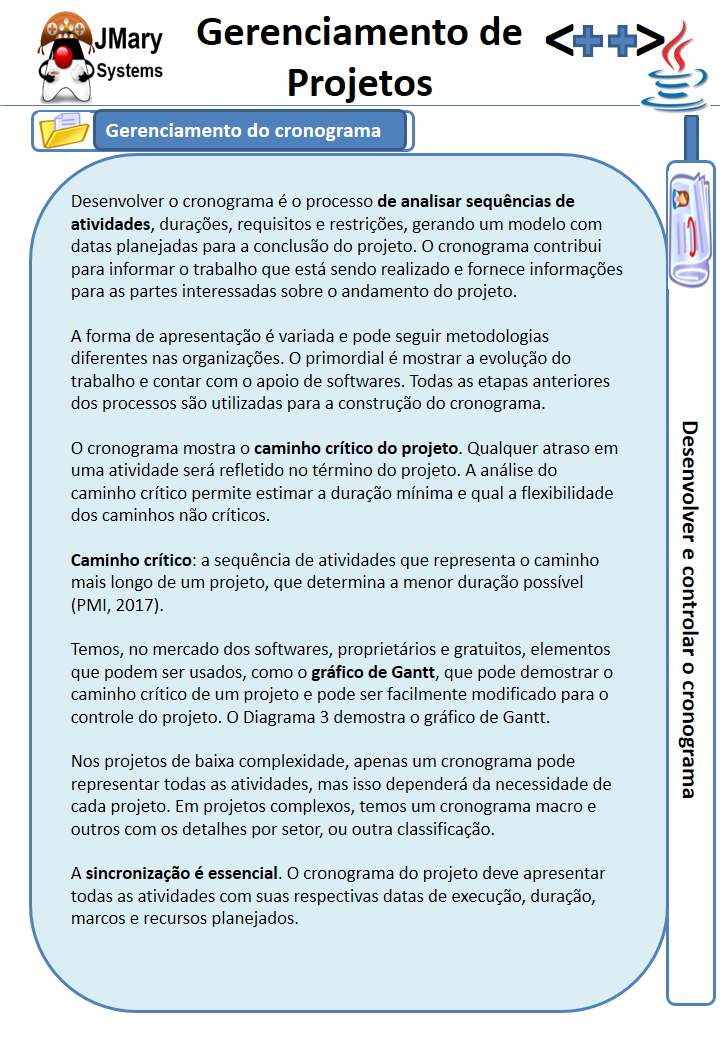 JMary
Systems
Gerenciamento de
Projetos
<++>
Gerenciamento do cronograma
Desenvolver o cronograma é o processo de analisar sequências de
atividades, durações, requisitos e restrições, gerando um modelo com
datas planejadas para a conclusão do projeto. O cronograma contribui
para informar o trabalho que está sendo realizado e fornece informações
para as partes interessadas sobre o andamento do projeto.
A forma de apresentação é variada e pode seguir metodologias
diferentes nas organizações. O primordial é mostrar a evolução do
trabalho e contar com o apoio de softwares. Todas as etapas anteriores
dos processos são utilizadas para a construção do cronograma.
O cronograma mostra o caminho crítico do projeto. Qualquer atraso em
uma atividade será refletido no término do projeto. A análise do
caminho crítico permite estimar a duração mínima e qual a flexibilidade
dos caminhos não críticos.
Caminho crítico: a sequência de atividades que representa o caminho
mais longo de um projeto, que determina a menor duração possível
(PMI, 2017).
Temos, no mercado dos softwares, proprietários e gratuitos, elementos
que podem ser usados, como o gráfico de Gantt, que pode demostrar o
caminho crítico de um projeto e pode ser facilmente modificado para o
controle do projeto. O Diagrama 3 demostra o gráfico de Gantt.
Nos projetos de baixa complexidade, apenas um cronograma pode
representar todas as atividades, mas isso dependerá da necessidade de
cada projeto. Em projetos complexos, temos um cronograma macro e
outros com os detalhes por setor, ou outra classificação.
A sincronização é essencial. O cronograma do projeto deve apresentar
todas as atividades com suas respectivas datas de execução, duração,
marcos e recursos planejados.
Desenvolver e controlar o cronograma